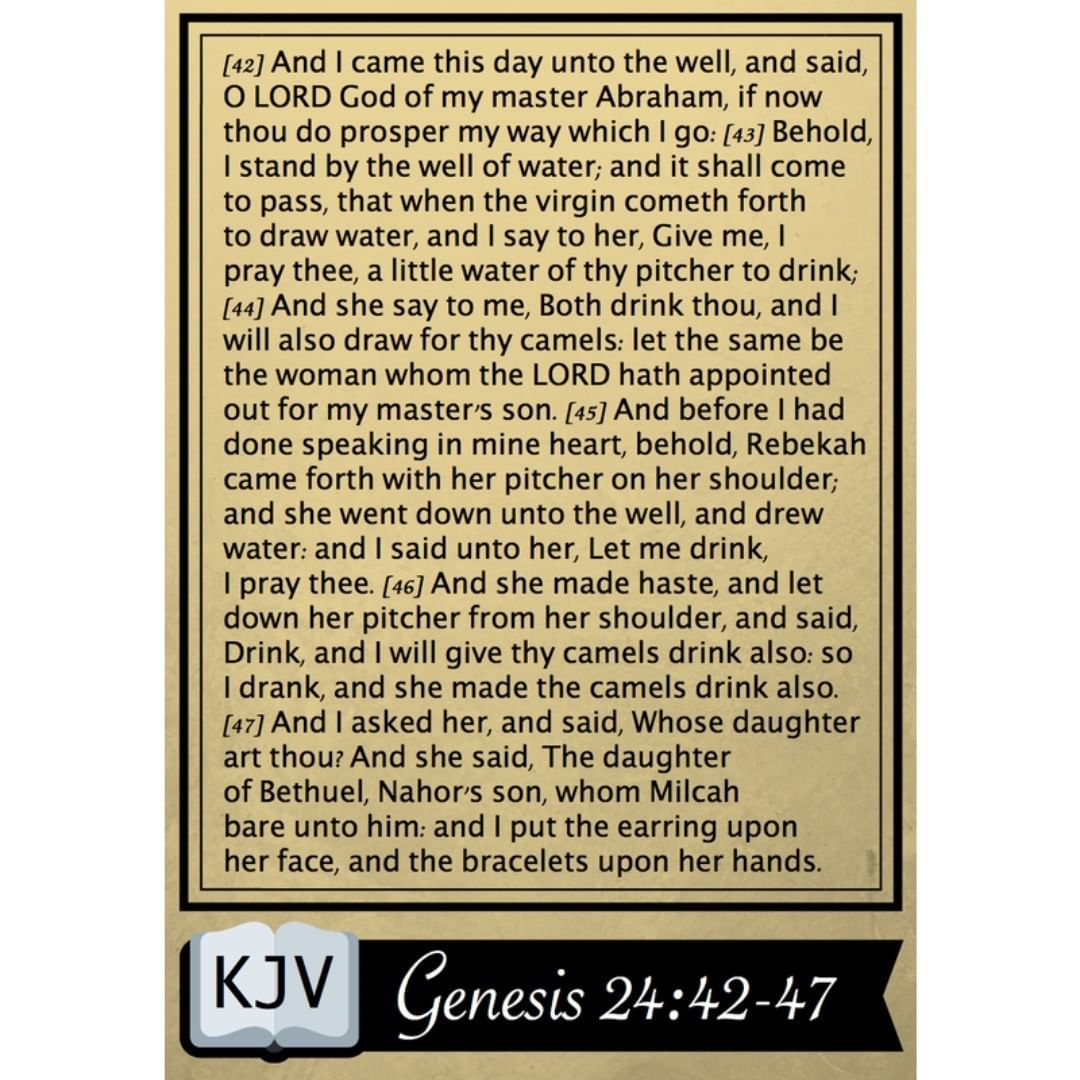 [42] And I came this day unto the well, and said,
O LORD God of my master Abraham, if now
thou do prosper my way which I go: [43] Behold,
I stand by the well of water; and it shall come
to pass, that when the virgin cometh forth
to draw water, and I say to her, Give me, I
pray thee, a little water of thy pitcher to drink;
[44] And she say to me, Both drink thou, and I
will also draw for thy camels: let the same be
the woman whom the LORD hath appointed
out for my master's son. [45] And before I had
done speaking in mine heart, behold, Rebekah
came forth with her pitcher on her shoulder;
and she went down unto the well, and drew
water: and I said unto her, Let me drink,
I pray thee. [46] And she made haste, and let
down her pitcher from her shoulder, and said,
Drink, and I will give thy camels drink also: so
I drank, and she made the camels drink also.
[47] And I asked her, and said, Whose daughter
art thou? And she said, The daughter
of Bethuel, Nahor's son, whom Milcah
bare unto him: and I put the earring upon
her face, and the bracelets upon her hands.
KJV
Genesis 24:42-47